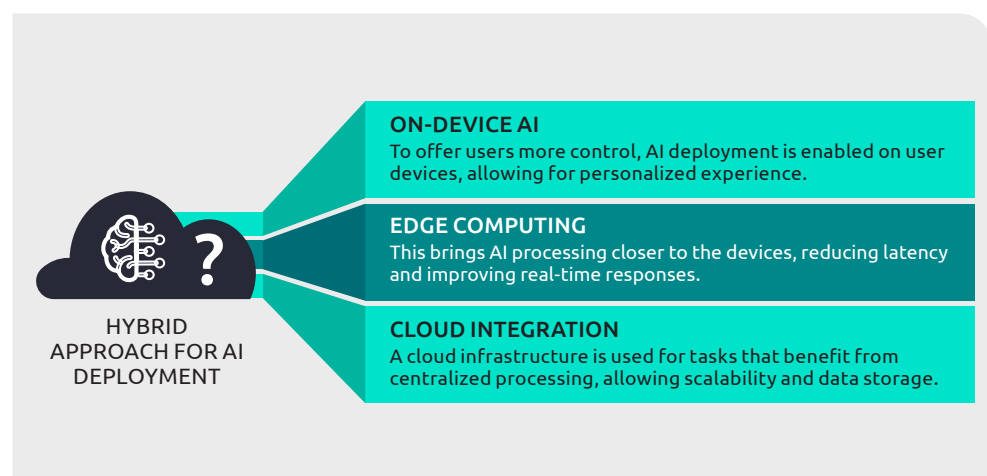 ON-DEVICE AI
To offer users more control, AI deployment is enabled on user
devices, allowing for personalized experience.
EDGE COMPUTING
This brings AI processing closer to the devices, reducing latency
and improving real-time responses.
CLOUD INTEGRATION
A cloud infrastructure is used for tasks that benefit from
centralized processing, allowing scalability and data storage.
?
HYBRID
APPROACH FOR AI
DEPLOYMENT